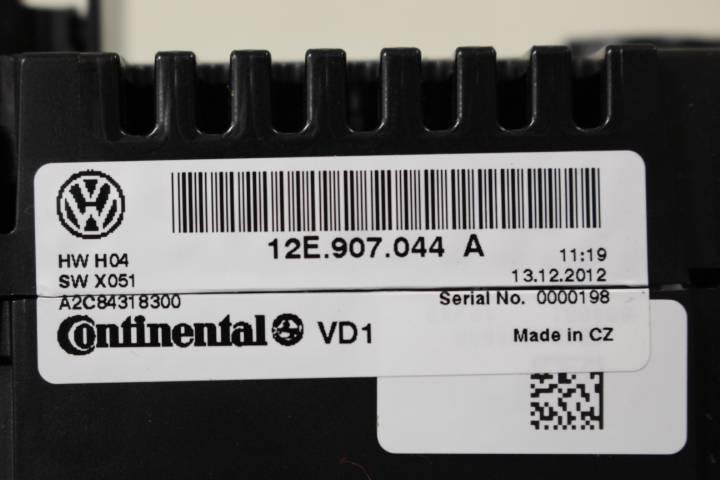 12E.907.044 A
HW H04
11:19
SW X051
13.12.2012
A2C84318300
Serial No. 0000198
Continental VD1
Made in CZ